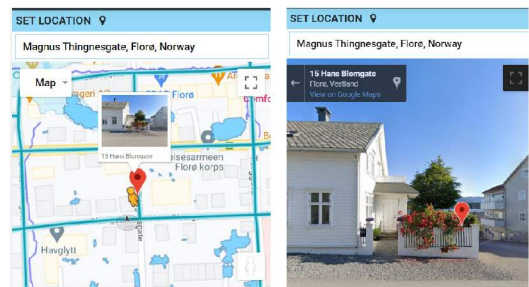 SET LOCATION
Magnus Thingnesgate, Florø, Norway
Map
Florø
15 Hans Blomgate
Florø korps
Havglytt
SET LOCATION
Magnus Thingnesgate, Florø, Norway
15 Hans Blomgate
Florø, Vestland
View on Google Maps